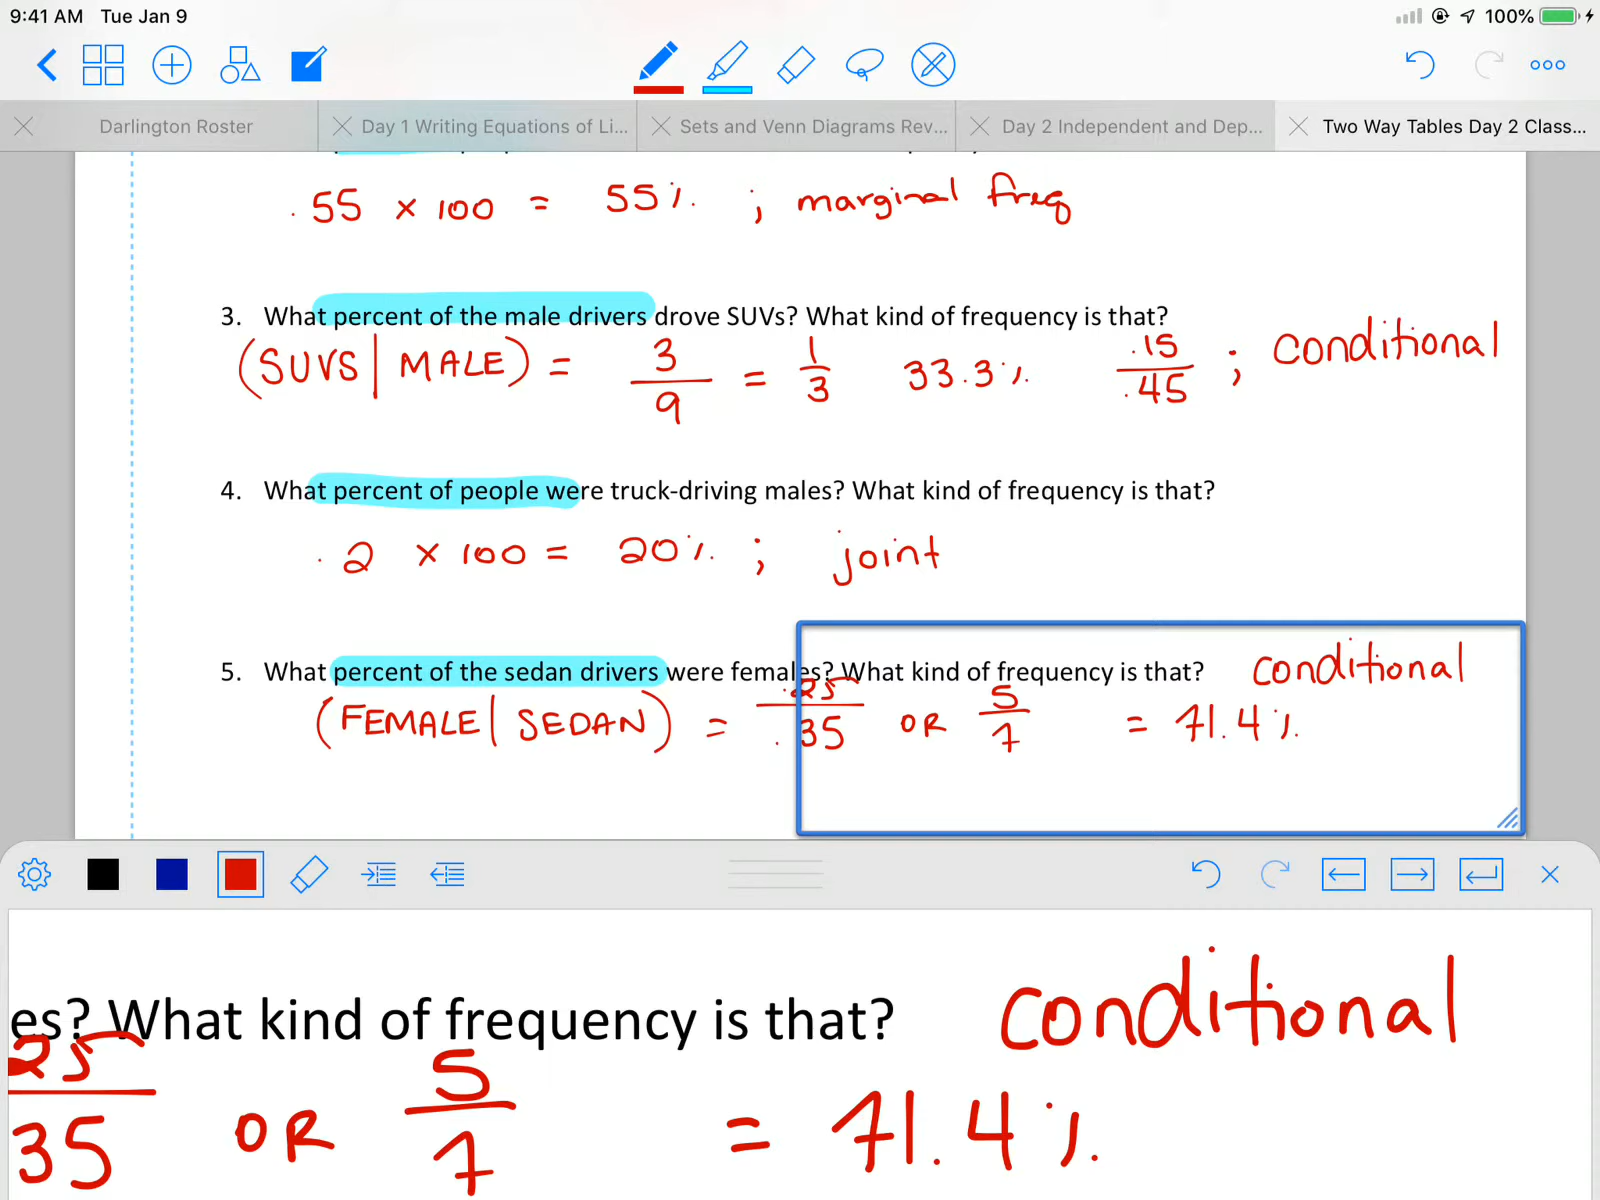 9:41 AM Tue Jan 9
100%
Darlington Roster
Day 1 Writing Equations of Li...
Sets and Venn Diagrams Rev...
Day 2 Independent and Dep...
Two Way Tables Day 2 Class...
.55 x 100 = 55% ; marginal freq
3. What percent of the male drivers drove SUVs? What kind of frequency is that?
(SUVS | MALE) = 3/9 = 1/3 33.3% .15/.45 ; conditional
4. What percent of people were truck-driving males? What kind of frequency is that?
.2 x 100 = 20% ; joint
5. What percent of the sedan drivers were females? What kind of frequency is that? conditional
(FEMALE | SEDAN) = .25/.35 OR 5/7 = 71.4%
es? What kind of frequency is that? conditional
25/35 OR 5/7 = 71.4%